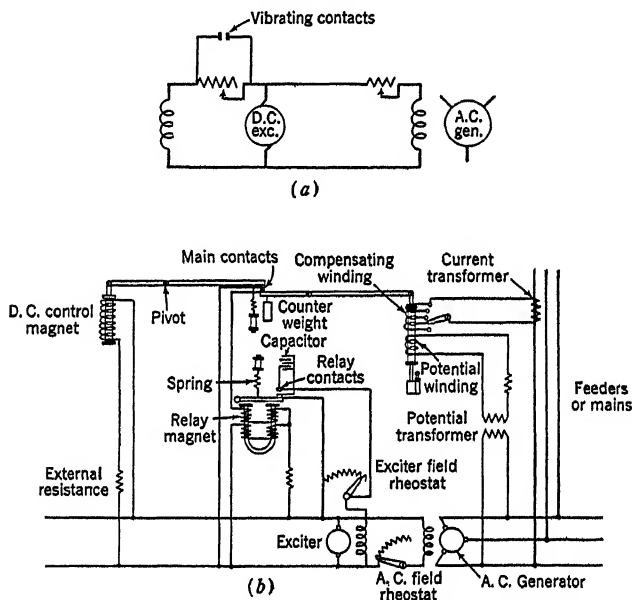 Vibrating contacts
D.C.
exc.
A.C.
gen.
(a)
Main contacts
Compensating
winding
Current
transformer
D.C. control
magnet
Pivot
Counter
weight
Capacitor
Relay
contacts
Spring
Potential
winding
Feeders
or mains
Relay
magnet
Potential
transformer
External
resistance
Exciter field
rheostat
Exciter
(b)
A.C. field
rheostat
A.C. Generator